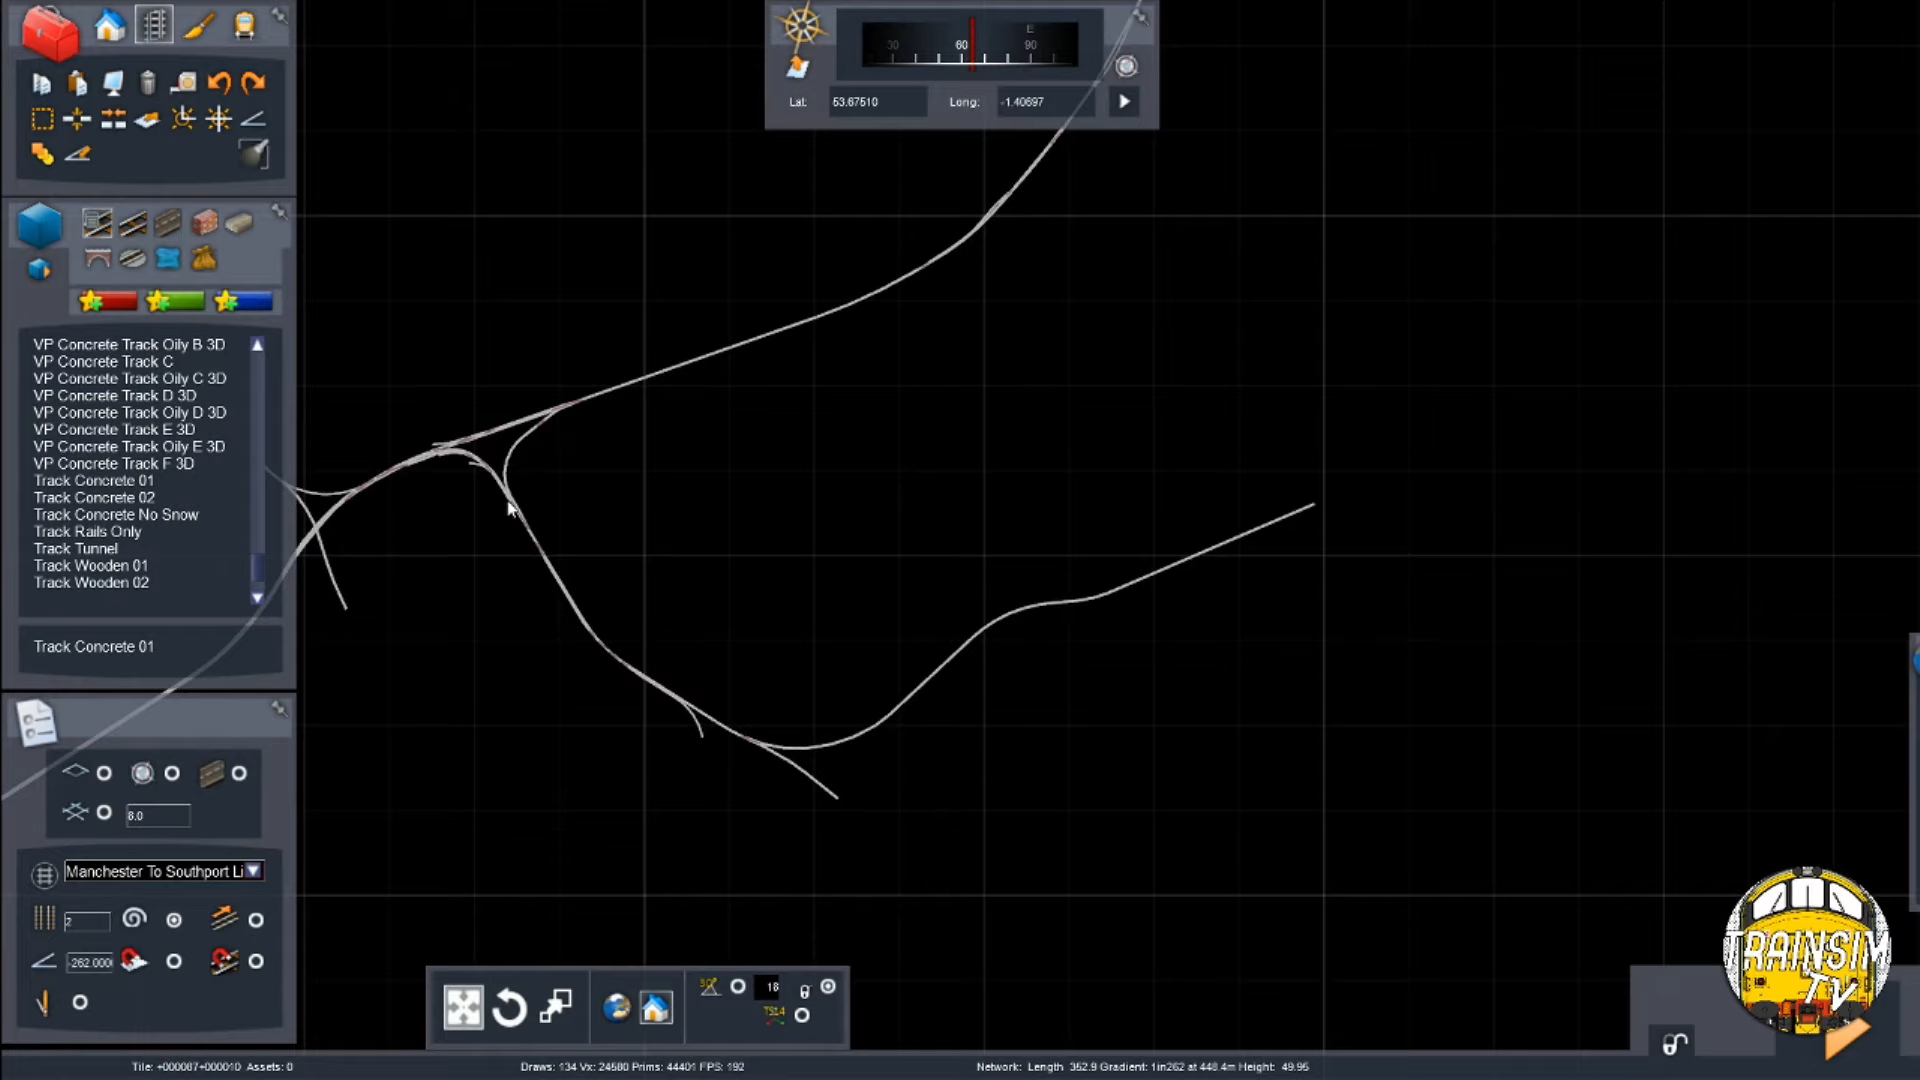 30 60 E 90
Lat: 53.67510 Long: -1.40697
VP Concrete Track Oily B 3D
VP Concrete Track C
VP Concrete Track Oily C 3D
VP Concrete Track D 3D
VP Concrete Track Oily D 3D
VP Concrete Track E 3D
VP Concrete Track Oily E 3D
VP Concrete Track F 3D
Track Concrete 01
Track Concrete 02
Track Concrete No Snow
Track Rails Only
Track Tunnel
Track Wooden 01
Track Wooden 02
Track Concrete 01
8.0
Manchester To Southport Li
2
-262.000
18
TS14
TRAINSIM
TV
Tile: +000087+000010 Assets: 0
Draws: 134 Vx: 24580 Prims: 44401 FPS: 192
Network: Length 352.9 Gradient: 1in262 at 448.4m Height: 49.95